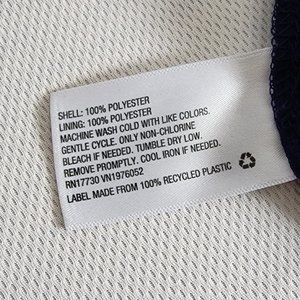 SHELL: 100% POLYESTER
LINING: 100% POLYESTER
MACHINE WASH COLD WITH LIKE COLORS.
GENTLE CYCLE. ONLY NON-CHLORINE
BLEACH IF NEEDED. TUMBLE DRY LOW.
REMOVE PROMPTLY. COOL IRON IF NEEDED.
RN17730 VN1976052
LABEL MADE FROM 100% RECYCLED PLASTIC